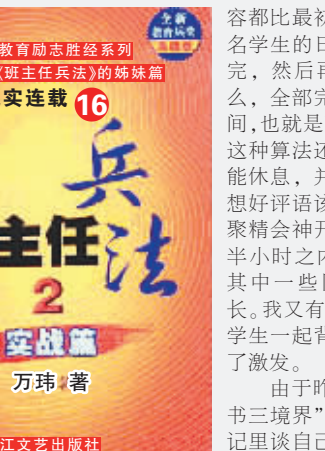 全新
教育励志胜经系列
《班主任兵法》的姊妹篇
实连载 16
主任
兵法
2
实战篇
万玮 著
江文艺出版社
容都比最初
名学生的日
完，然后再
么，全部完
间，也就是
这种算法还
能休息，并
想好评语该
聚精会神开
半小时之内
其中一些
长。我又有
学生一起背
了激发。
由于昨
书三境界”
记里谈自己